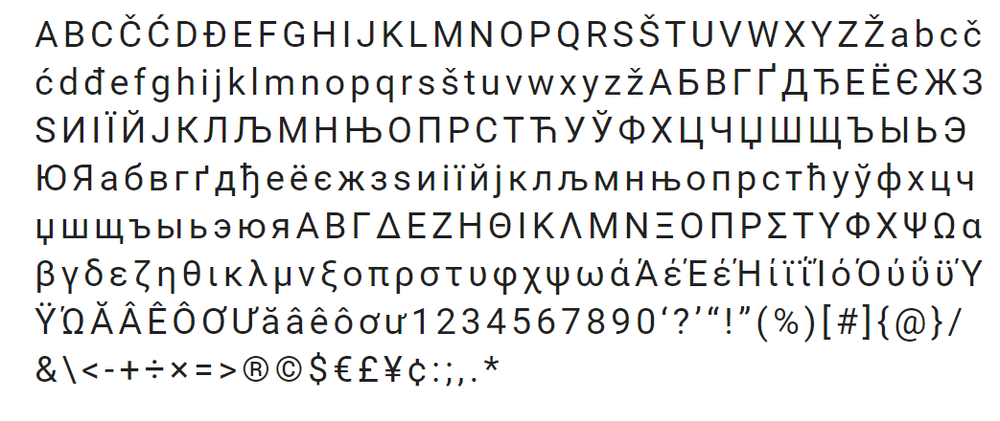 ABCČĆDĐEFGHIJKLMNOPQRSŠTUVWXYZŽabcč
ćdđefghijklmnopqrsštuvwxyzžАБВГҐДЂЕЁЄЖЗ
ЅИІЇЙЈКЛЉМНЊОПРСТЋУЎФХЦЧЏШЩЪЫЬЭ
ЮЯабвгґдђеёєжзѕиіїйјклљмнњопрстћуўфхцч
џшщъыьэюяΑΒΓΔΕΖΗΘΙΚΛΜΝΞΟΠΡΣΤΥΦΧΨΩα
βγδεζηθικλμνξοπρστυφχψωάΆέΈέΉίϊΐΊόΌύΰϋΎ
ΫΏĂÂÊÔƠƯăâêôơư1234567890‘?’“!”(%)[#]{@}/
&\<-+÷×=>®©$€£¥¢:;,.*